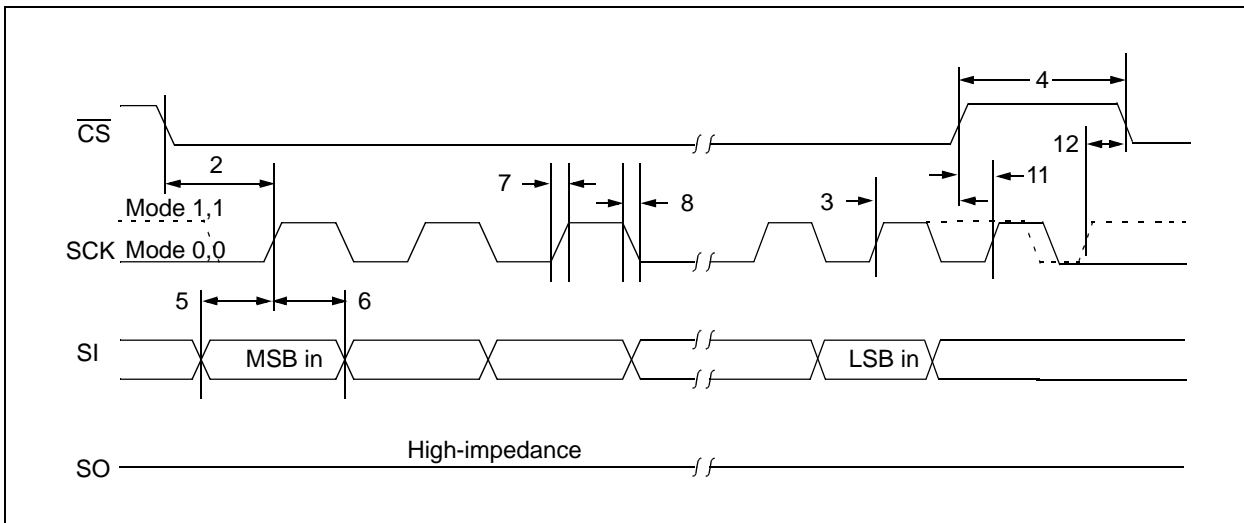 4
C̅S̅
12
2
7
11
Mode 1,1
8
3
SCK Mode 0,0
5
6
SI
MSB in
LSB in
High-impedance
SO